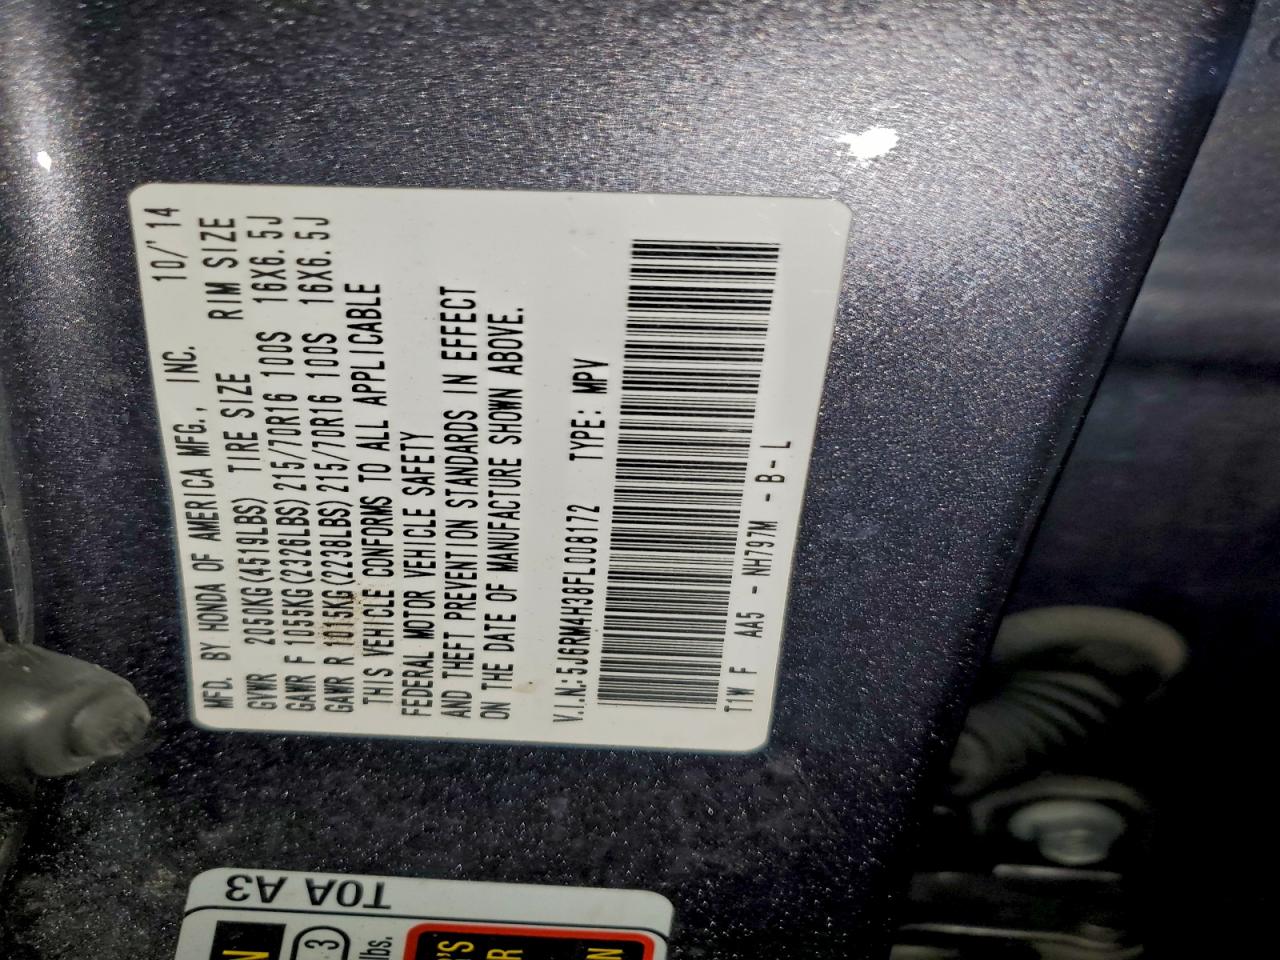 MFD. BY HONDA OF AMERICA MFG., INC. 10/'14
GVWR 2050KG(4519LBS) TIRE SIZE RIM SIZE
GAWR F 1055KG(2326LBS) 215/70R16 100S 16X6.5J
GAWR R 1015KG(2238LBS) 215/70R16 100S 16X6.5J
THIS VEHICLE CONFORMS TO ALL APPLICABLE
FEDERAL MOTOR VEHICLE SAFETY
AND THEFT PREVENTION STANDARDS IN EFFECT
ON THE DATE OF MANUFACTURE SHOWN ABOVE.
V.I.N.: 5J6RM4H38FL008172 TYPE: MPV
T1W F AA5 - NH797M - B - L
T0A A3
3
lbs.